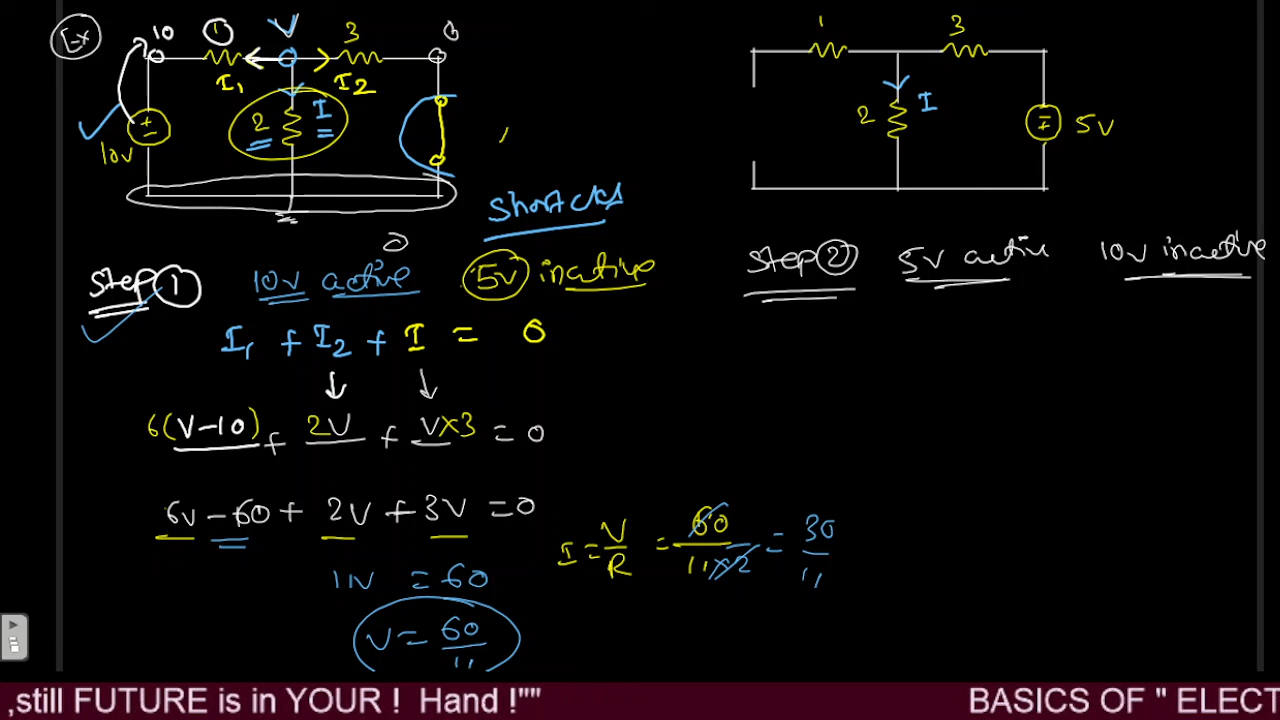 Ex
10 1 V 3 0
I1 I2
2 I
10V
shortckt
0
step 1 10V active 5V inactive
I1 + I2 + I = 0
6(V-10) + 2V + V×3 = 0
6V - 60 + 2V + 3V = 0
11V = 60
V = 60/11
I = V/R = 60/11×2 = 30/11
1 3
2 I 5V
step 2 5V active 10V inactive
,still FUTURE is in YOUR ! Hand !"" BASICS OF " ELECT